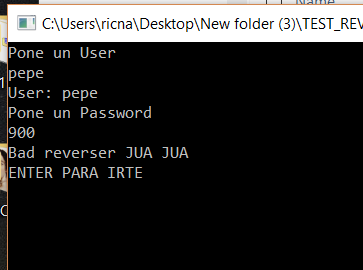 Name
C:\Users\ricna\Desktop\New folder (3)\TEST_REV
Pone un User
pepe
User: pepe
Pone un Password
900
Bad reverser JUA JUA
ENTER PARA IRTE